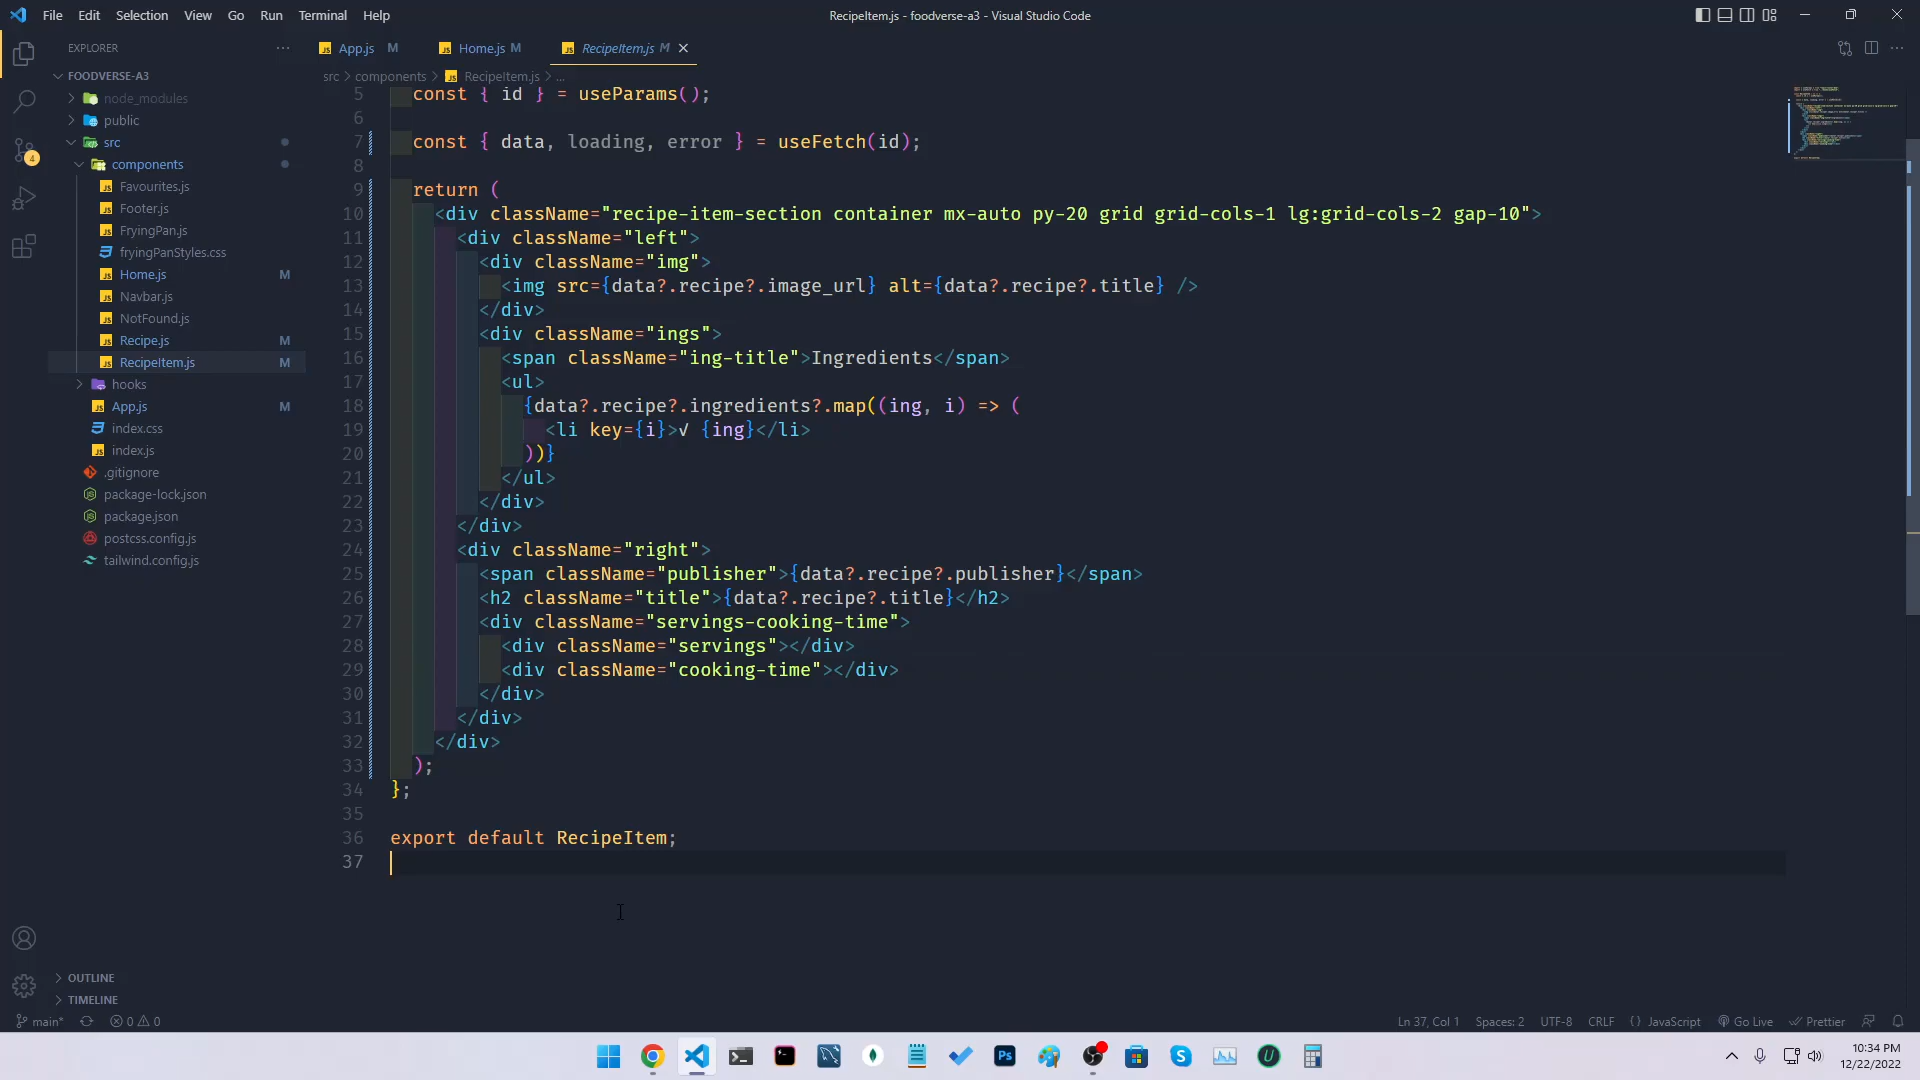 File Edit Selection View Go Run Terminal Help
RecipeItem.js - foodverse-a3 - Visual Studio Code
EXPLORER
FOODVERSE-A3
node_modules
public
src
components
Favourites.js
Footer.js
FryingPan.js
fryingPanStyles.css
Home.js M
Navbar.js
NotFound.js
Recipe.js M
RecipeItem.js M
hooks
App.js M
index.css
index.js
.gitignore
package-lock.json
package.json
postcss.config.js
tailwind.config.js
OUTLINE
TIMELINE
4
App.js M Home.js M RecipeItem.js M
src > components > RecipeItem.js > ...
5 const { id } = useParams();
6
7 const { data, loading, error } = useFetch(id);
8
9 return (
10 <div className="recipe-item-section container mx-auto py-20 grid grid-cols-1 lg:grid-cols-2 gap-10">
11 <div className="left">
12 <div className="img">
13 <img src={data?.recipe?.image_url} alt={data?.recipe?.title} />
14 </div>
15 <div className="ings">
16 <span className="ing-title">Ingredients</span>
17 <ul>
18 {data?.recipe?.ingredients?.map((ing, i) => (
19 <li key={i}>√ {ing}</li>
20 ))}
21 </ul>
22 </div>
23 </div>
24 <div className="right">
25 <span className="publisher">{data?.recipe?.publisher}</span>
26 <h2 className="title">{data?.recipe?.title}</h2>
27 <div className="servings-cooking-time">
28 <div className="servings"></div>
29 <div className="cooking-time"></div>
30 </div>
31 </div>
32 </div>
33 );
34 };
35
36 export default RecipeItem;
37
main* 0 0
Ln 37, Col 1 Spaces: 2 UTF-8 CRLF {} JavaScript Go Live Prettier
Ps
10:34 PM
12/22/2022